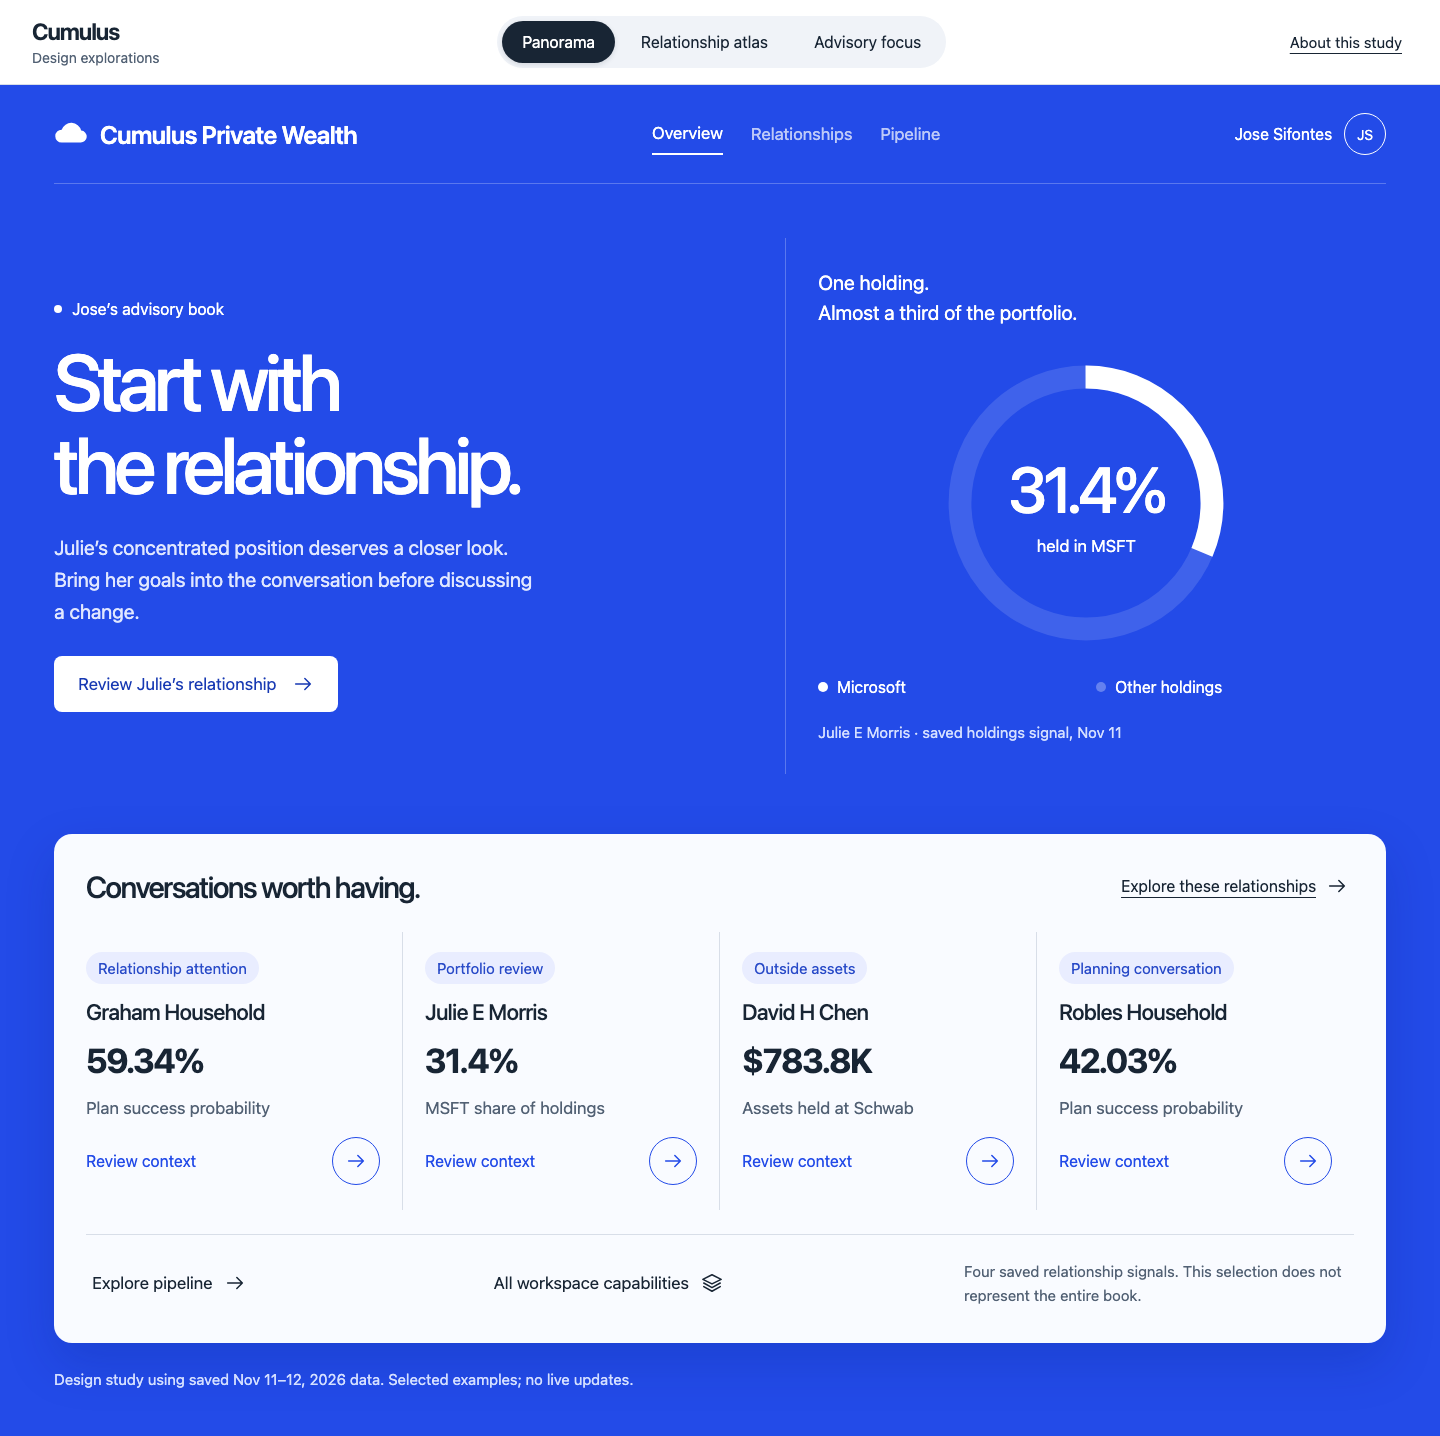 Cumulus
Design explorations
Panorama
Relationship atlas
Advisory focus
About this study
Cumulus Private Wealth
Overview
Relationships
Pipeline
Jose Sifontes
JS
Jose’s advisory book
Start with
the relationship.
Julie’s concentrated position deserves a closer look.
Bring her goals into the conversation before discussing
a change.
Review Julie’s relationship
One holding.
Almost a third of the portfolio.
31.4%
held in MSFT
Microsoft
Other holdings
Julie E Morris · saved holdings signal, Nov 11
Conversations worth having.
Explore these relationships
Relationship attention
Graham Household
59.34%
Plan success probability
Review context
Portfolio review
Julie E Morris
31.4%
MSFT share of holdings
Review context
Outside assets
David H Chen
$783.8K
Assets held at Schwab
Review context
Planning conversation
Robles Household
42.03%
Plan success probability
Review context
Explore pipeline
All workspace capabilities
Four saved relationship signals. This selection does not
represent the entire book.
Design study using saved Nov 11–12, 2026 data. Selected examples; no live updates.